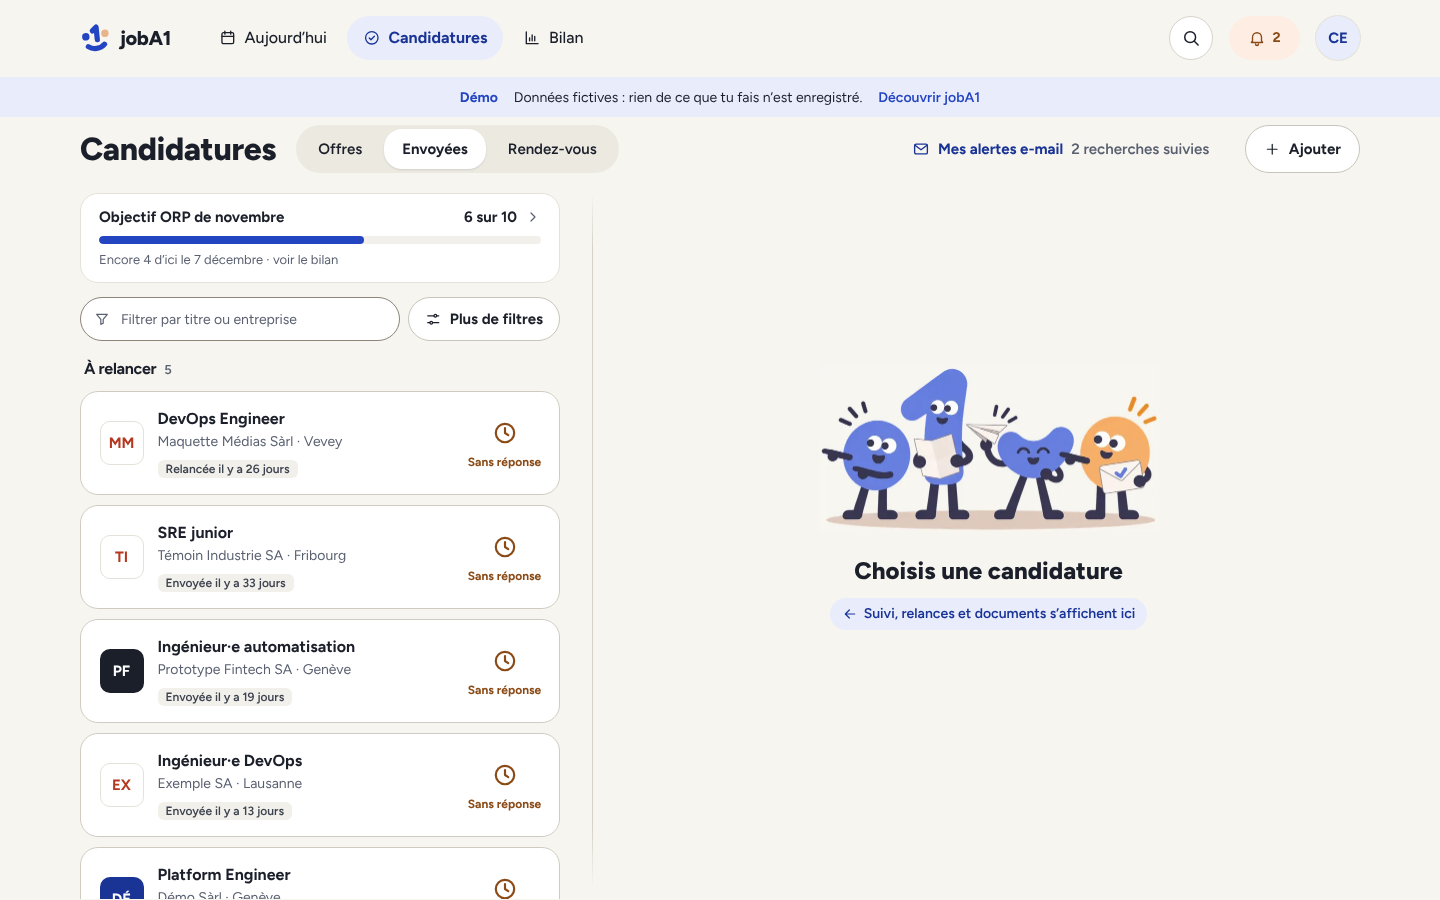 jobA1
Aujourd’hui
Candidatures
Bilan
2
CE
Démo Données fictives : rien de ce que tu fais n’est enregistré. Découvrir jobA1
Candidatures
Offres
Envoyées
Rendez-vous
Mes alertes e-mail 2 recherches suivies
Ajouter
Objectif ORP de novembre 6 sur 10
Encore 4 d’ici le 7 décembre · voir le bilan
Filtrer par titre ou entreprise
Plus de filtres
À relancer 5
MM
DevOps Engineer
Maquette Médias Sàrl · Vevey
Relancée il y a 26 jours
Sans réponse
TI
SRE junior
Témoin Industrie SA · Fribourg
Envoyée il y a 33 jours
Sans réponse
PF
Ingénieur·e automatisation
Prototype Fintech SA · Genève
Envoyée il y a 19 jours
Sans réponse
EX
Ingénieur·e DevOps
Exemple SA · Lausanne
Envoyée il y a 13 jours
Sans réponse
DÉ
Platform Engineer
Démo Sàrl · Genève
Choisis une candidature
Suivi, relances et documents s’affichent ici